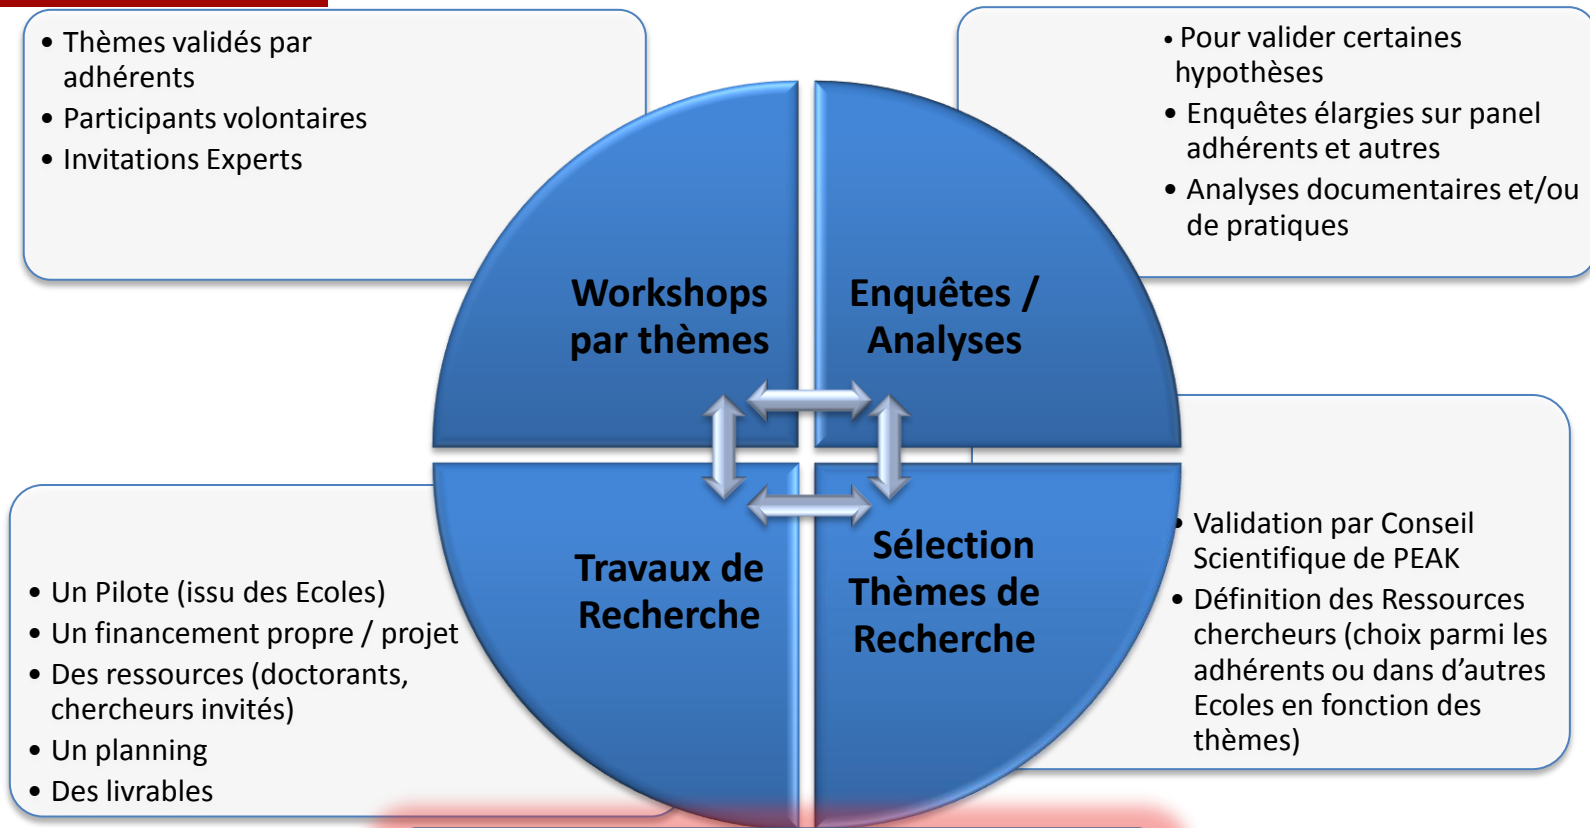 • Thèmes validés par
adhérents
• Participants volontaires
• Invitations Experts
• Pour valider certaines
hypothèses
• Enquêtes élargies sur panel
adhérents et autres
• Analyses documentaires et/ou
de pratiques
Workshops
par thèmes
Enquêtes /
Analyses
Travaux de
Recherche
Sélection
Thèmes de
Recherche
• Un Pilote (issu des Ecoles)
• Un financement propre / projet
• Des ressources (doctorants,
chercheurs invités)
• Un planning
• Des livrables
• Validation par Conseil
Scientifique de PEAK
• Définition des Ressources
chercheurs (choix parmi les
adhérents ou dans d’autres
Ecoles en fonction des
thèmes)